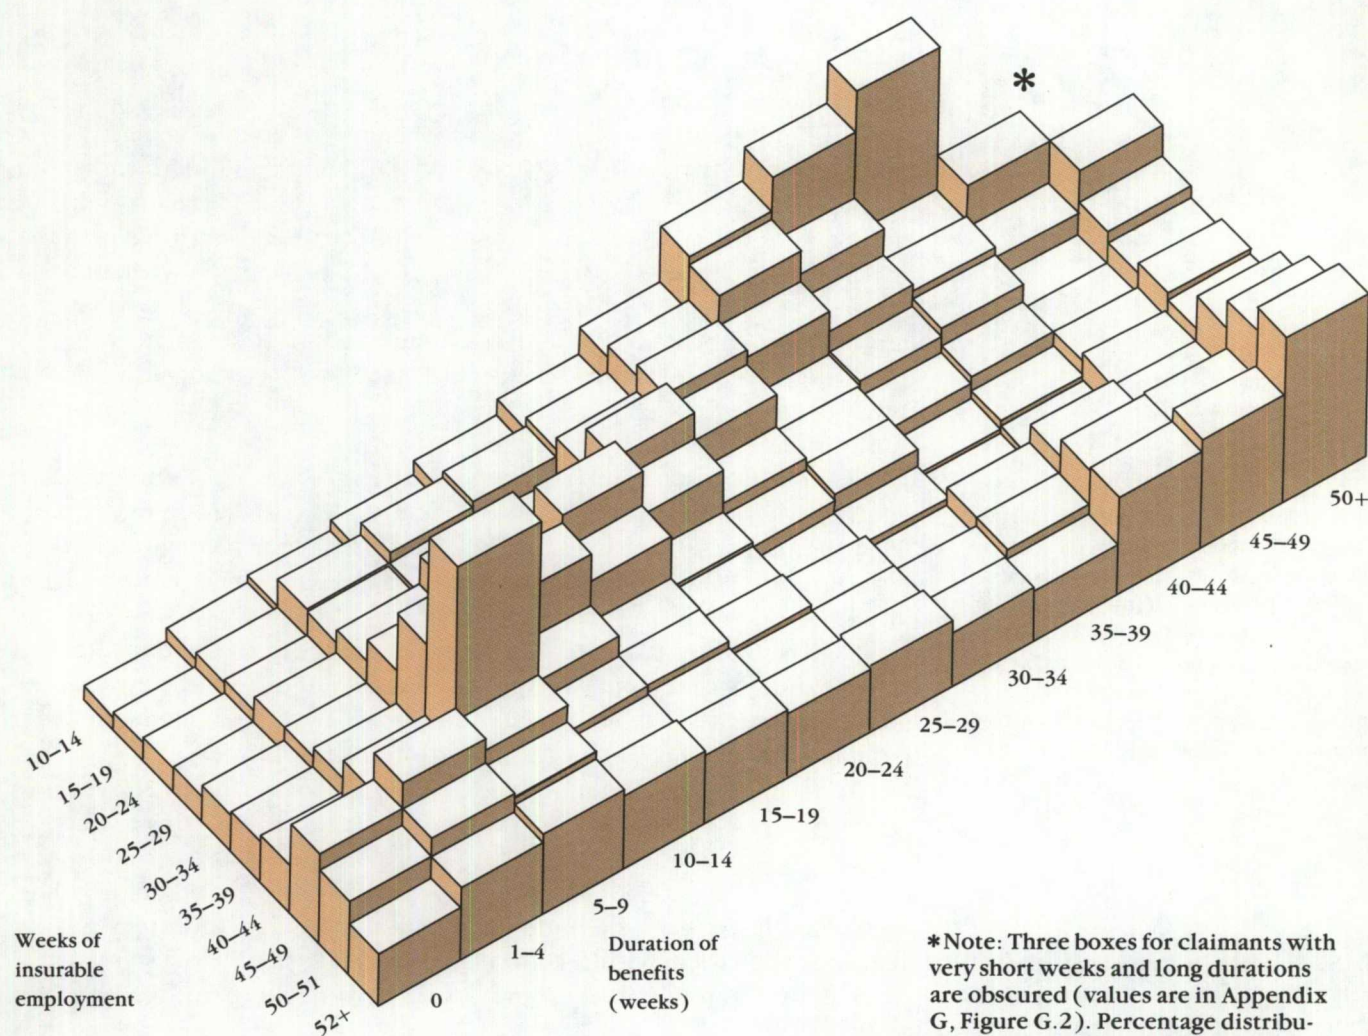 *
50+
45–49
40–44
35–39
30–34
25–29
20–24
15–19
10–14
5–9
1–4
0
10–14
15–19
20–24
25–29
30–34
35–39
40–44
45–49
50–51
52+
Weeks of
insurable
employment
Duration of
benefits
(weeks)
*Note: Three boxes for claimants with
very short weeks and long durations
are obscured (values are in Appendix
G, Figure G.2). Percentage distribu-